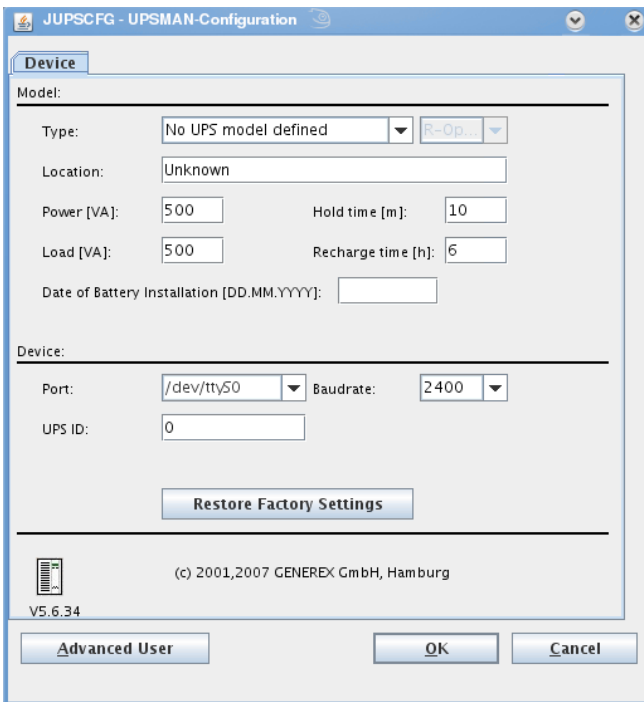 JUPSCFG - UPSMAN-Configuration
Device
Model:
Type: No UPS model defined R-Op...
Location: Unknown
Power [VA]: 500 Hold time [m]: 10
Load [VA]: 500 Recharge time [h]: 6
Date of Battery Installation [DD.MM.YYYY]:
Device:
Port: /dev/ttyS0 Baudrate: 2400
UPS ID: 0
Restore Factory Settings
(c) 2001,2007 GENEREX GmbH, Hamburg
V5.6.34
Advanced User OK Cancel